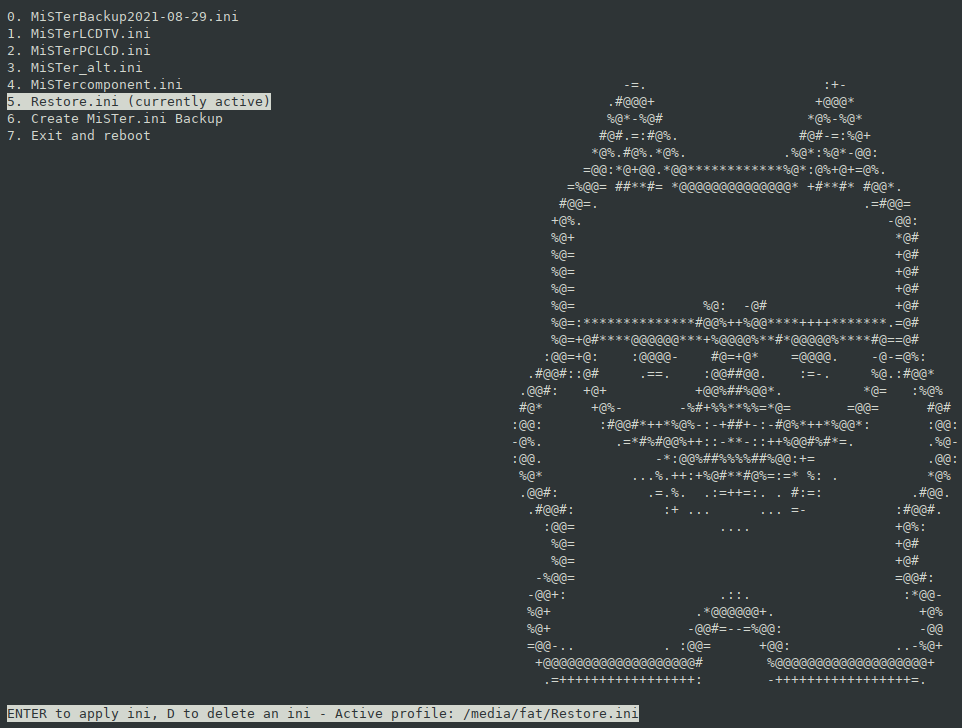 0. MiSTerBackup2021-08-29.ini
1. MiSTerLCDTV.ini
2. MiSTerPCLCD.ini
3. MiSTer_alt.ini
4. MiSTercomponent.ini
5. Restore.ini (currently active)
6. Create MiSTer.ini Backup
7. Exit and reboot
ENTER to apply ini, D to delete an ini - Active profile: /media/fat/Restore.ini